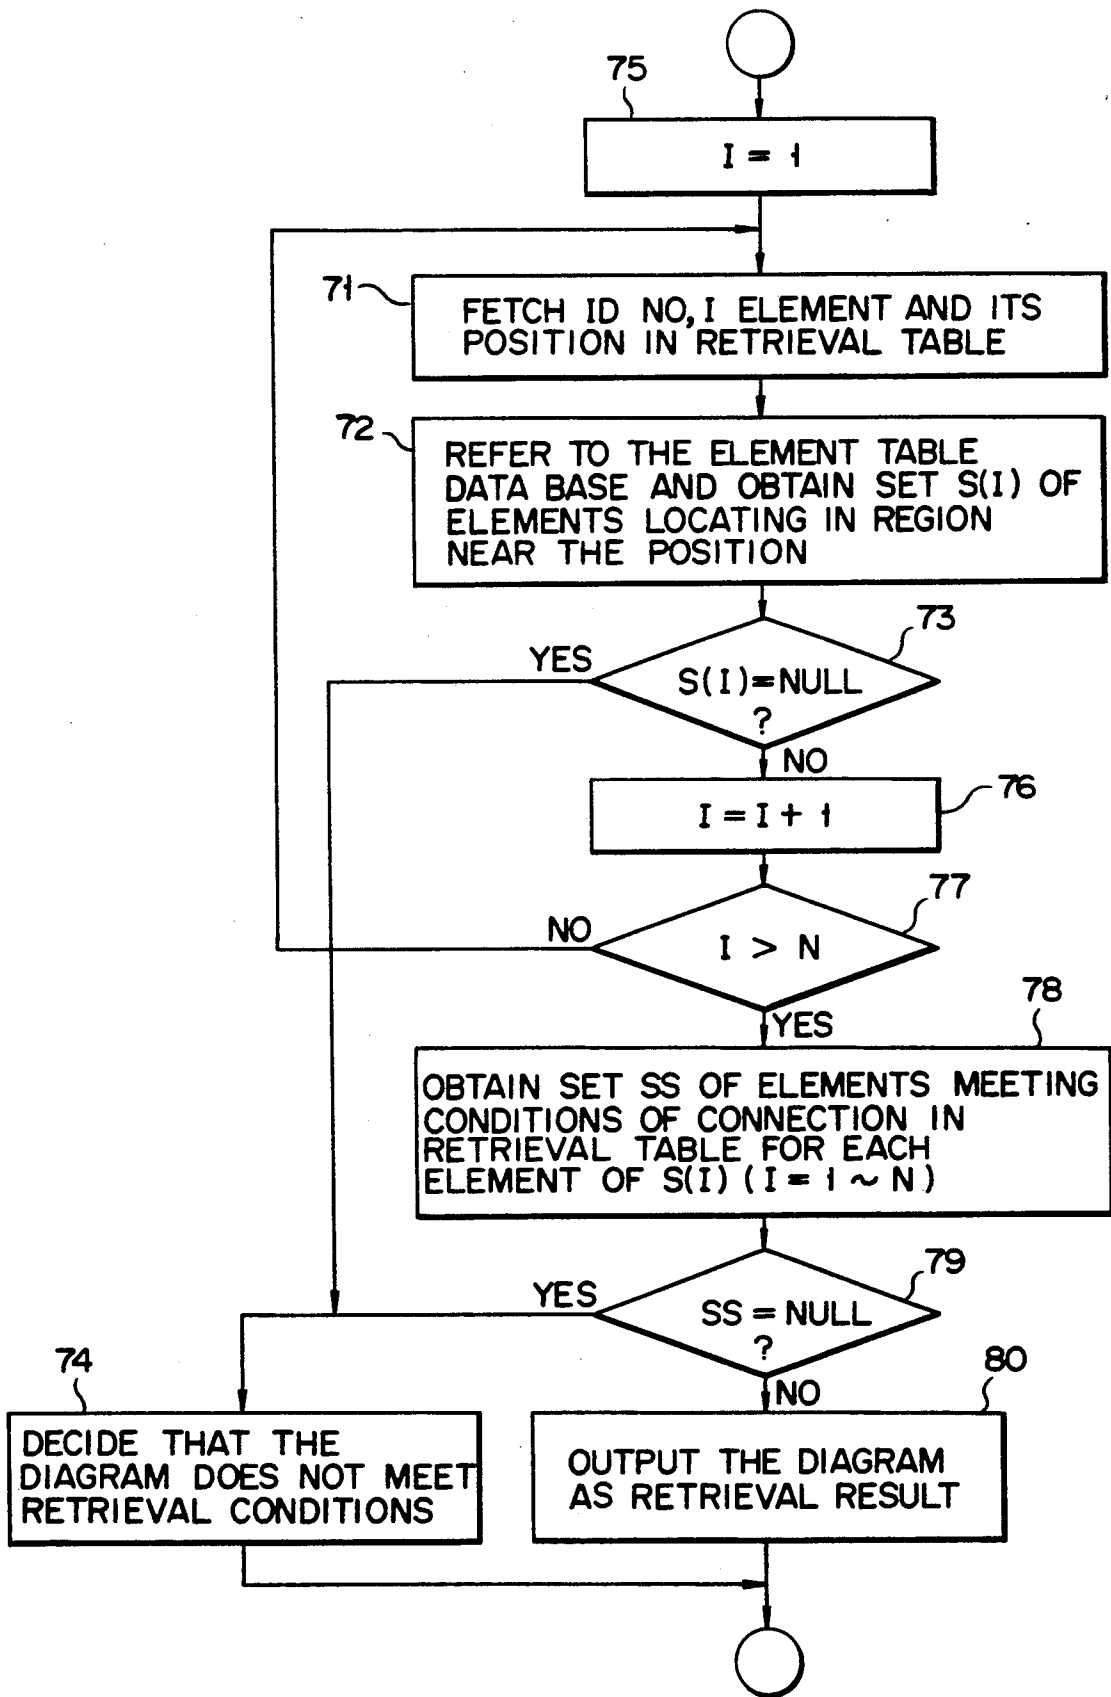 75
I = 1
71
FETCH ID NO, I ELEMENT AND ITS
POSITION IN RETRIEVAL TABLE
72
REFER TO THE ELEMENT TABLE
DATA BASE AND OBTAIN SET S(I) OF
ELEMENTS LOCATING IN REGION
NEAR THE POSITION
73
YES
S(I)=NULL
?
NO
76
I = I + 1
77
NO
I > N
YES
78
OBTAIN SET SS OF ELEMENTS MEETING
CONDITIONS OF CONNECTION IN
RETRIEVAL TABLE FOR EACH
ELEMENT OF S(I) (I = 1 ~ N)
79
YES
SS = NULL
?
NO
74
DECIDE THAT THE
DIAGRAM DOES NOT MEET
RETRIEVAL CONDITIONS
80
OUTPUT THE DIAGRAM
AS RETRIEVAL RESULT